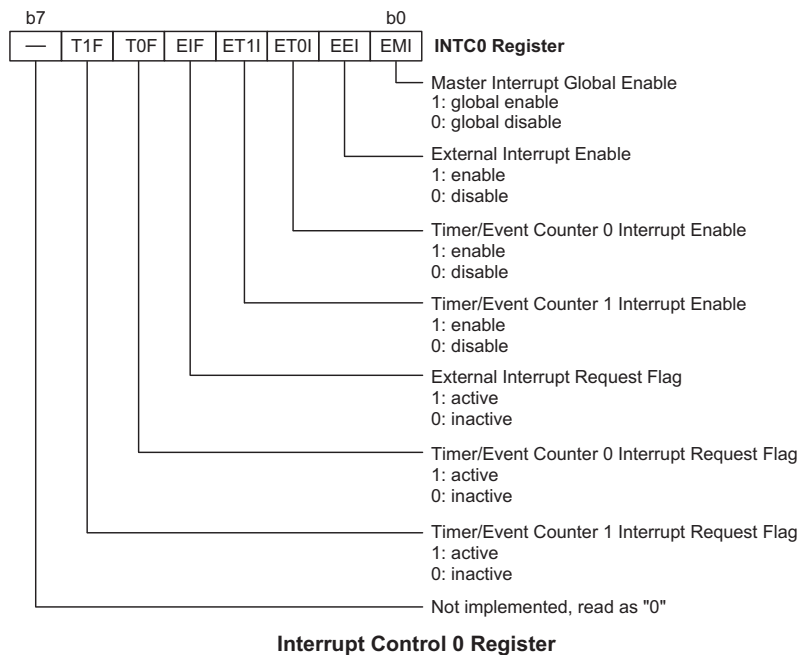 b7 b0
— T1F T0F EIF ET1I ET0I EEI EMI INTC0 Register
Master Interrupt Global Enable
1: global enable
0: global disable
External Interrupt Enable
1: enable
0: disable
Timer/Event Counter 0 Interrupt Enable
1: enable
0: disable
Timer/Event Counter 1 Interrupt Enable
1: enable
0: disable
External Interrupt Request Flag
1: active
0: inactive
Timer/Event Counter 0 Interrupt Request Flag
1: active
0: inactive
Timer/Event Counter 1 Interrupt Request Flag
1: active
0: inactive
Not implemented, read as "0"
Interrupt Control 0 Register